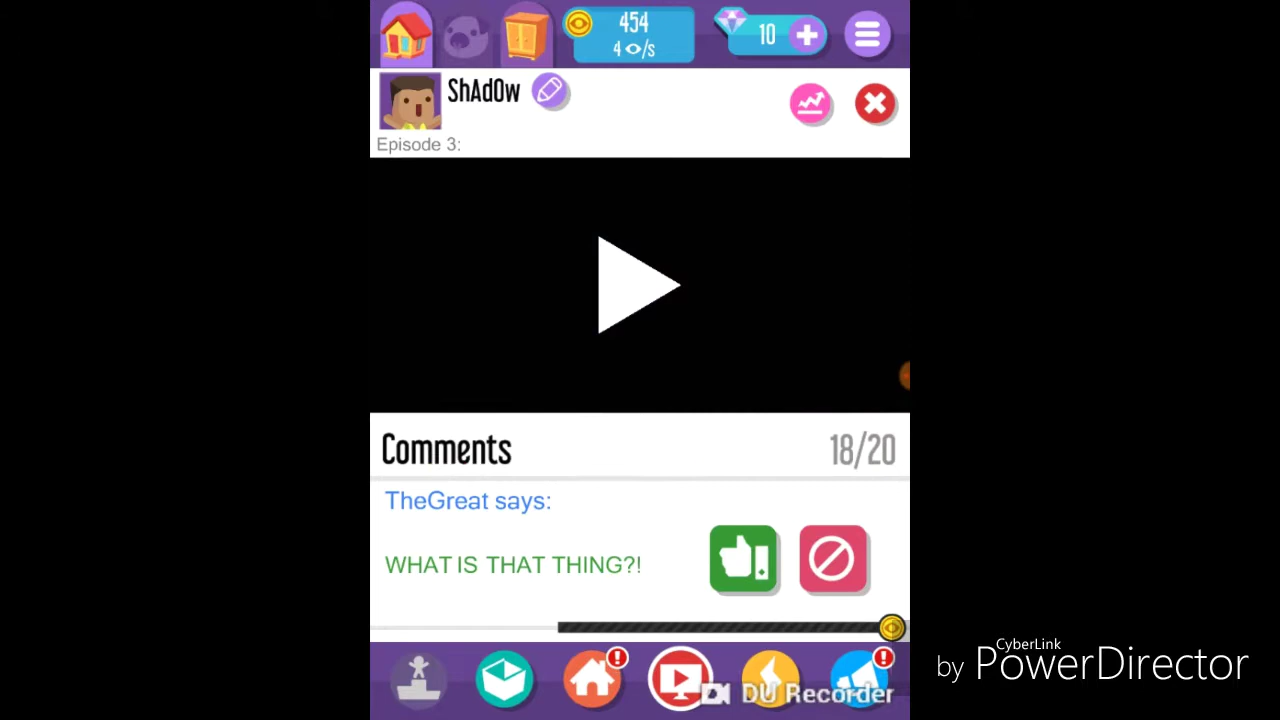 454
4 /s
10
ShAd0w
Episode 3:
Comments
18/20
TheGreat says:
WHAT IS THAT THING?!
DU Recorder
CyberLink
by PowerDirector